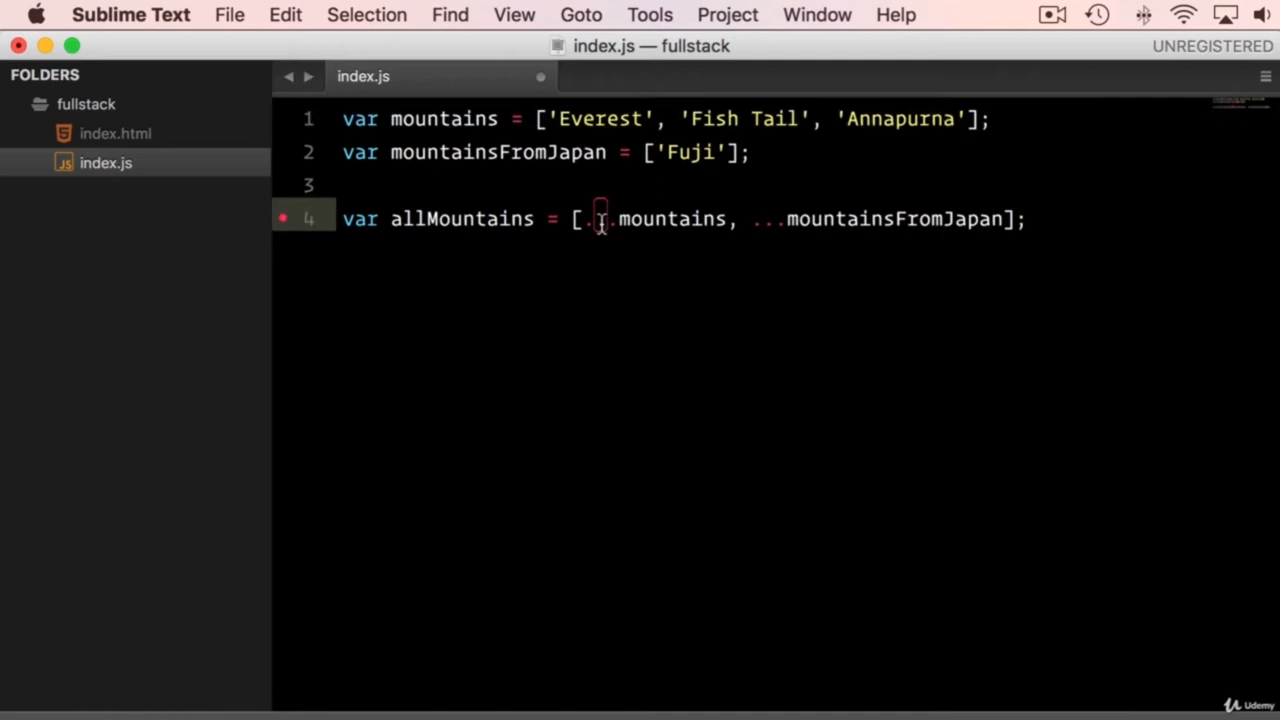 Sublime Text File Edit Selection Find View Goto Tools Project Window Help
index.js — fullstack UNREGISTERED
FOLDERS
fullstack
index.html
index.js
index.js
1 var mountains = ['Everest', 'Fish Tail', 'Annapurna'];
2 var mountainsFromJapan = ['Fuji'];
3
4 var allMountains = [...mountains, ...mountainsFromJapan];
Udemy